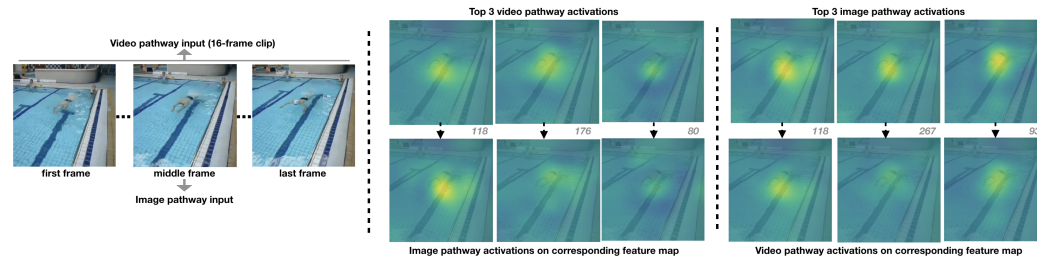 Video pathway input (16-frame clip)
first frame
middle frame
last frame
Image pathway input
Top 3 video pathway activations
118
176
80
Image pathway activations on corresponding feature map
Top 3 image pathway activations
118
267
93
Video pathway activations on corresponding feature map